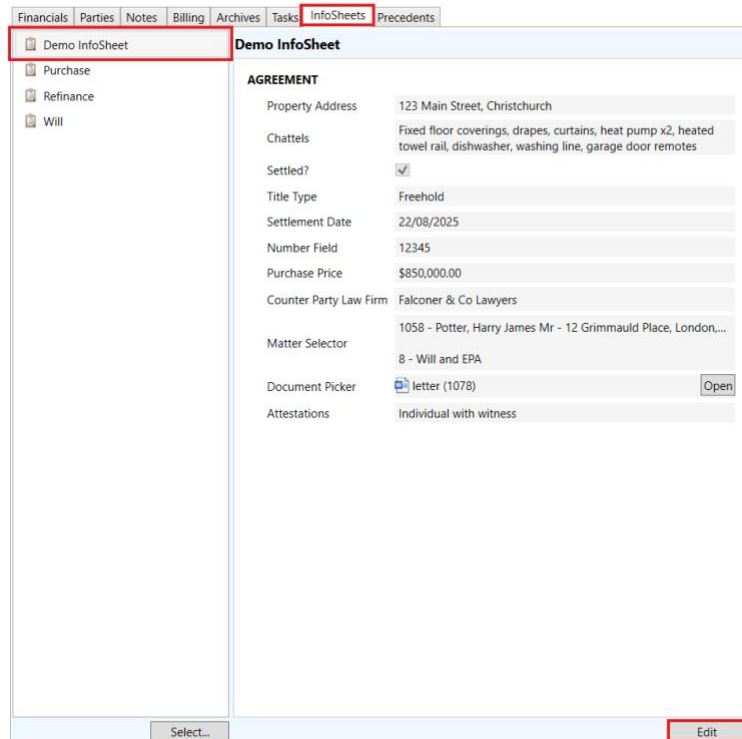 Financials Parties Notes Billing Archives Tasks InfoSheets Precedents
Demo InfoSheet
Purchase
Refinance
Will
Demo InfoSheet
AGREEMENT
Property Address 123 Main Street, Christchurch
Chattels Fixed floor coverings, drapes, curtains, heat pump x2, heated
towel rail, dishwasher, washing line, garage door remotes
Settled?
Title Type Freehold
Settlement Date 22/08/2025
Number Field 12345
Purchase Price $850,000.00
Counter Party Law Firm Falconer & Co Lawyers
Matter Selector 1058 - Potter, Harry James Mr - 12 Grimmauld Place, London,...
8 - Will and EPA
Document Picker letter (1078) Open
Attestations Individual with witness
Select... Edit